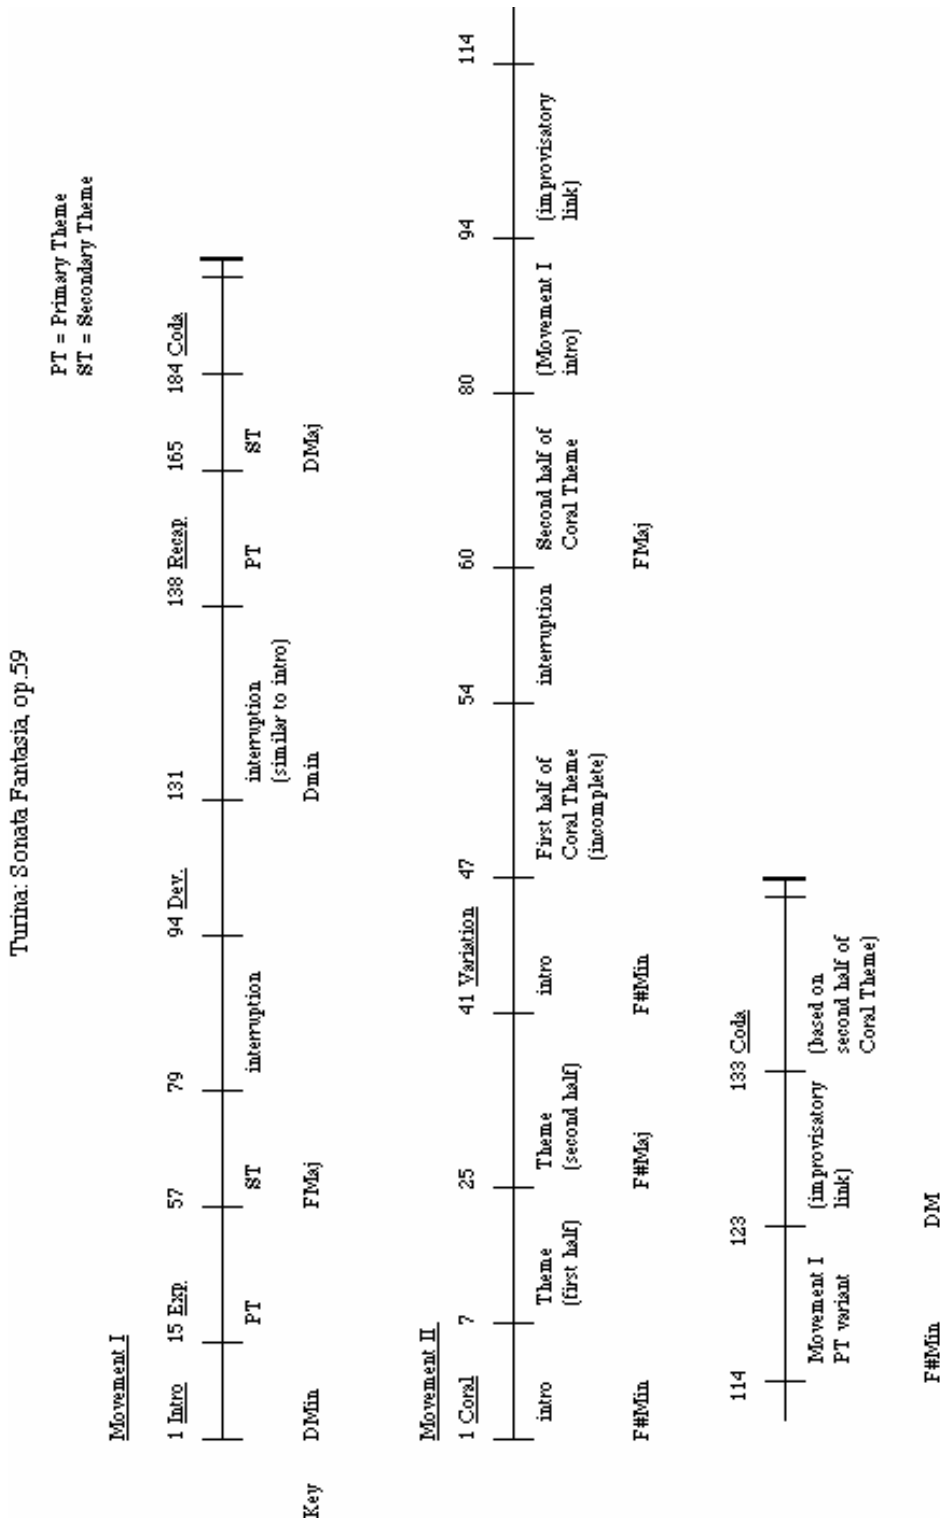 Turina: Sonata Fantasia, op.59
PT = Primary Theme
ST = Secondary Theme
Movement I
1 Intro 15 Exp. 57 79 94 Dev. 131 138 Recap. 165 184 Coda
PT ST interruption interruption PT ST
(similar to intro)
Key DMin FMaj Dmin DMaj
Movement II
1 Coral 7 25 41 Variation 47 54 60 80 94 114
intro Theme Theme intro First half of interruption Second half of (Movement I (improvisatory
(first half) (second half) Coral Theme Coral Theme intro) link)
(incomplete)
F#Min F#Maj F#Min FMaj
114 123 133 Coda
Movement I (improvisatory (based on
PT variant link) second half of
Coral Theme)
F#Min DM